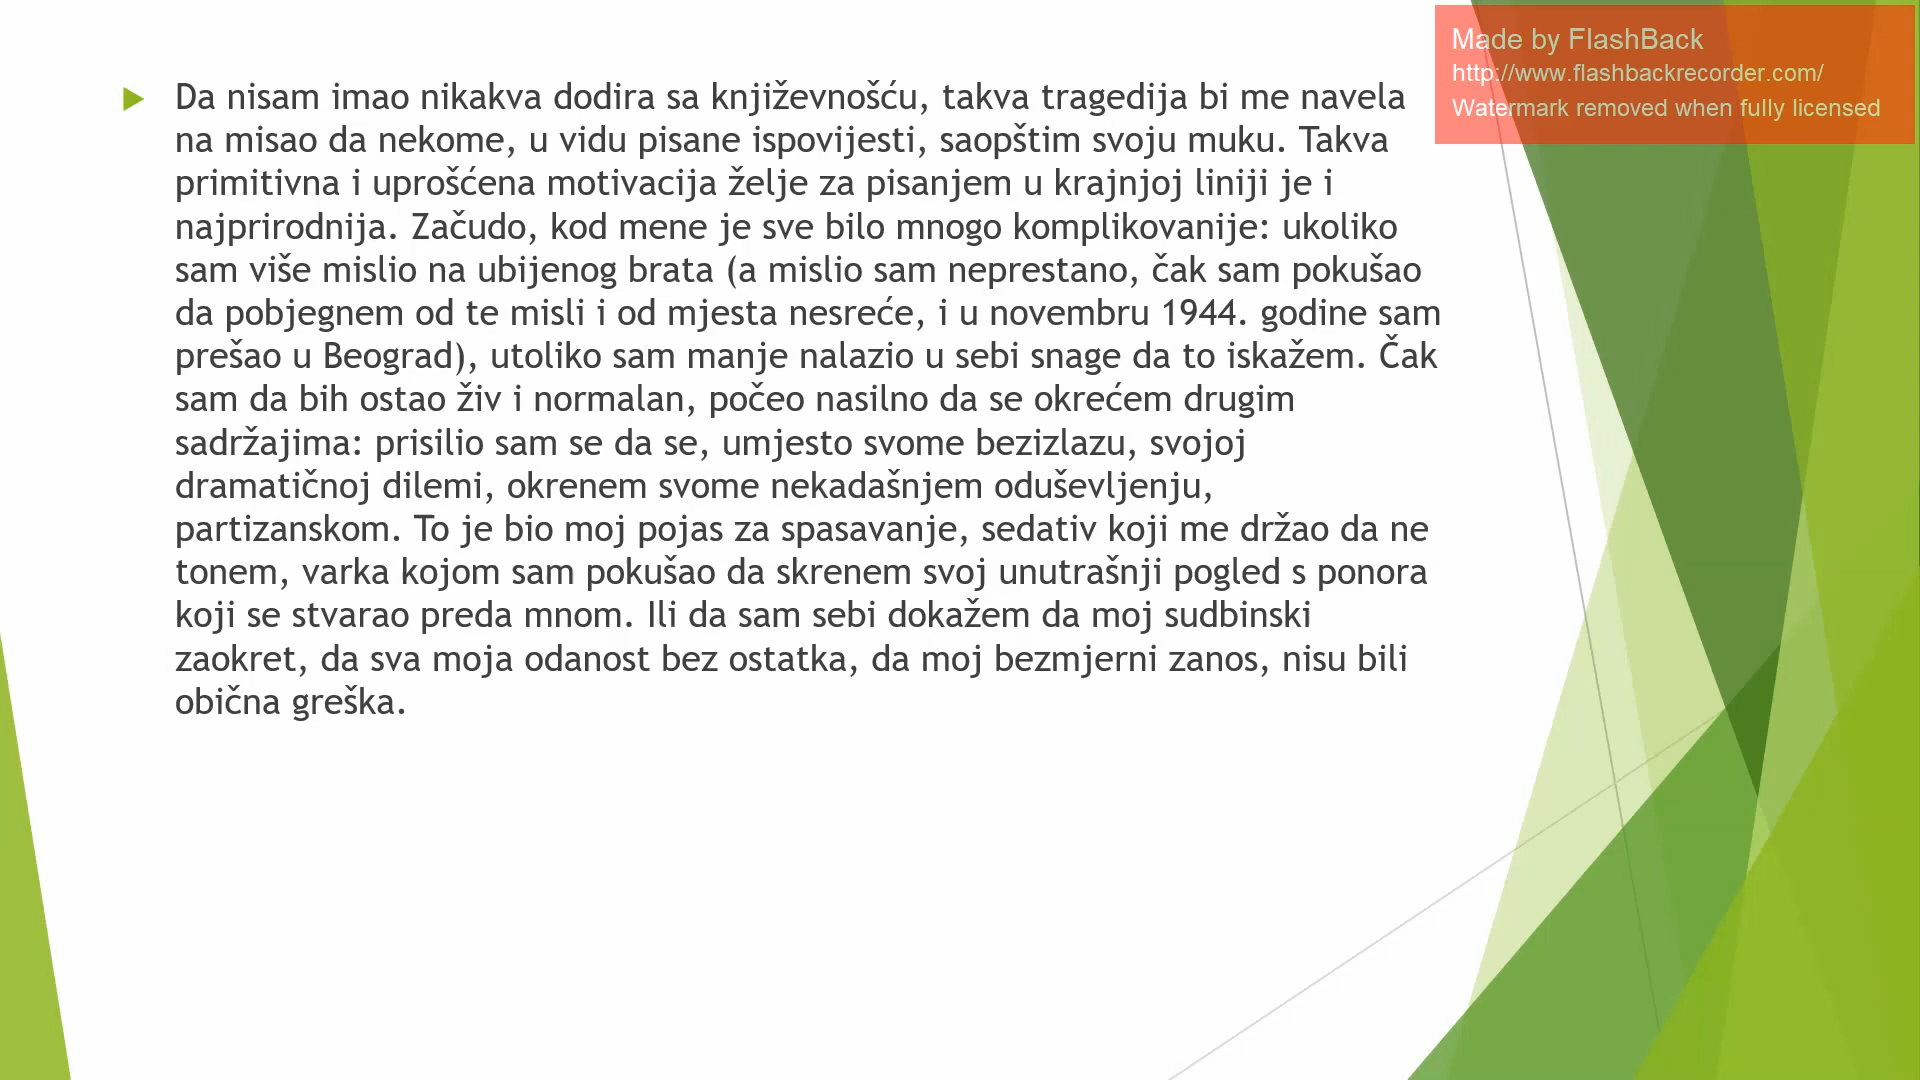 Made by FlashBack
http://www.flashbackrecorder.com/
Watermark removed when fully licensed
Da nisam imao nikakva dodira sa književnošću, takva tragedija bi me navela
na misao da nekome, u vidu pisane ispovijesti, saopštim svoju muku. Takva
primitivna i uprošćena motivacija želje za pisanjem u krajnjoj liniji je i
najprirodnija. Začudo, kod mene je sve bilo mnogo komplikovanije: ukoliko
sam više mislio na ubijenog brata (a mislio sam neprestano, čak sam pokušao
da pobjegnem od te misli i od mjesta nesreće, i u novembru 1944. godine sam
prešao u Beograd), utoliko sam manje nalazio u sebi snage da to iskažem. Čak
sam da bih ostao živ i normalan, počeo nasilno da se okrećem drugim
sadržajima: prisilio sam se da se, umjesto svome bezizlazu, svojoj
dramatičnoj dilemi, okrenem svome nekadašnjem oduševljenju,
partizanskom. To je bio moj pojas za spasavanje, sedativ koji me držao da ne
tonem, varka kojom sam pokušao da skrenem svoj unutrašnji pogled s ponora
koji se stvarao preda mnom. Ili da sam sebi dokažem da moj sudbinski
zaokret, da sva moja odanost bez ostatka, da moj bezmjerni zanos, nisu bili
obična greška.